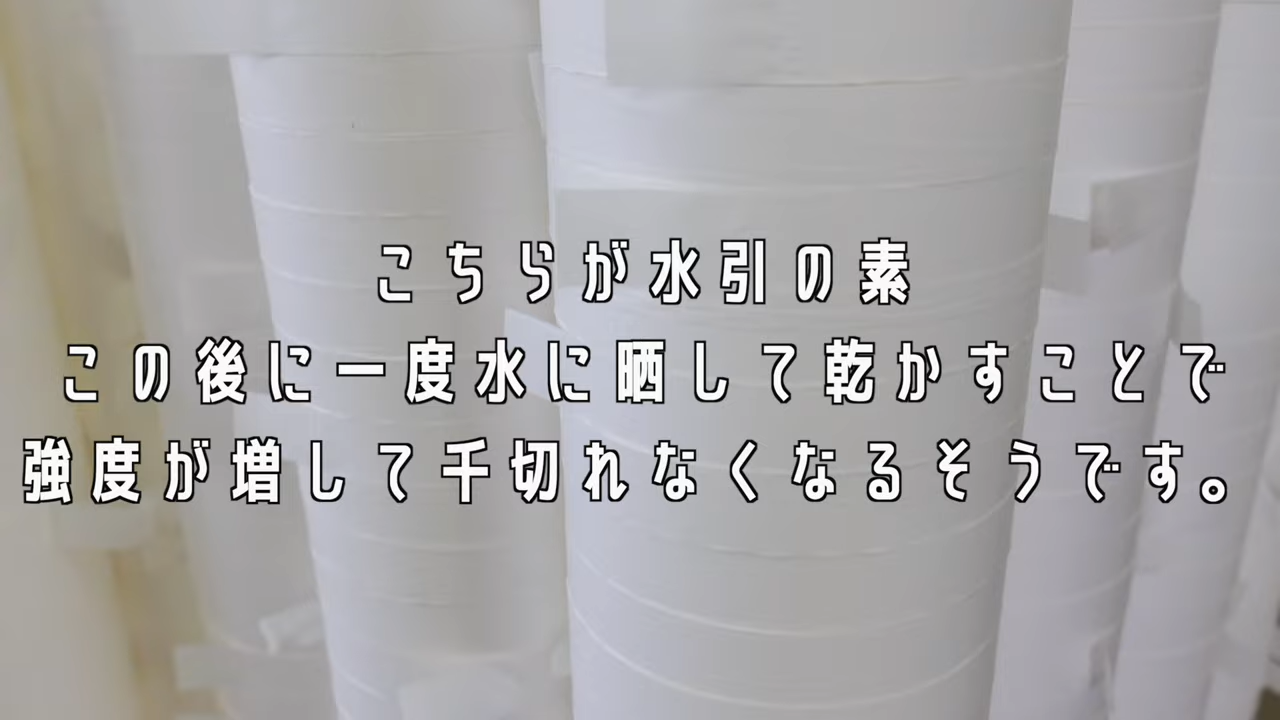 こちらが水引の素
この後に一度水に晒して乾かすことで
強度が増して千切れなくなるそうです。